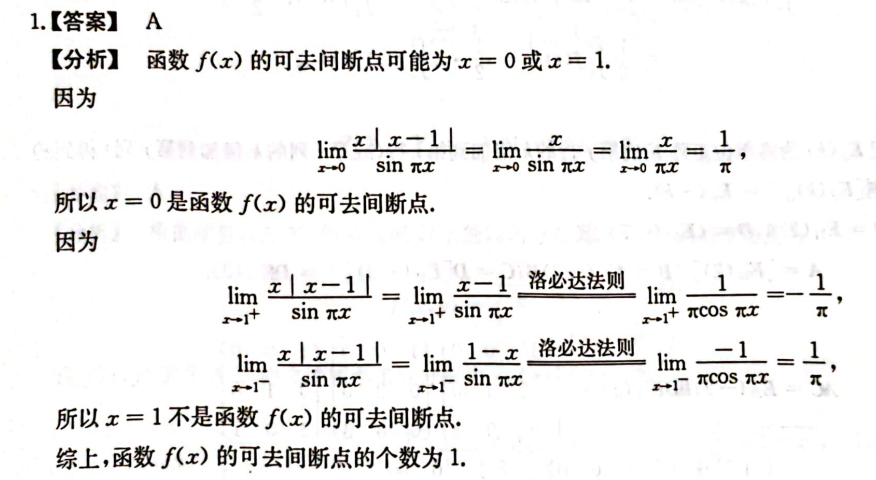 1.【答案】 A
【分析】 函数 f(x) 的可去间断点可能为 x = 0 或 x = 1.
因为
lim_{x→0} x|x−1|/sin πx = lim_{x→0} x/sin πx = lim_{x→0} x/πx = 1/π,
所以 x = 0 是函数 f(x) 的可去间断点.
因为
lim_{x→1+} x|x−1|/sin πx = lim_{x→1+} x−1/sin πx 洛必达法则 lim_{x→1+} 1/πcos πx = −1/π,
lim_{x→1−} x|x−1|/sin πx = lim_{x→1−} 1−x/sin πx 洛必达法则 lim_{x→1−} −1/πcos πx = 1/π,
所以 x = 1 不是函数 f(x) 的可去间断点.
综上,函数 f(x) 的可去间断点的个数为 1.